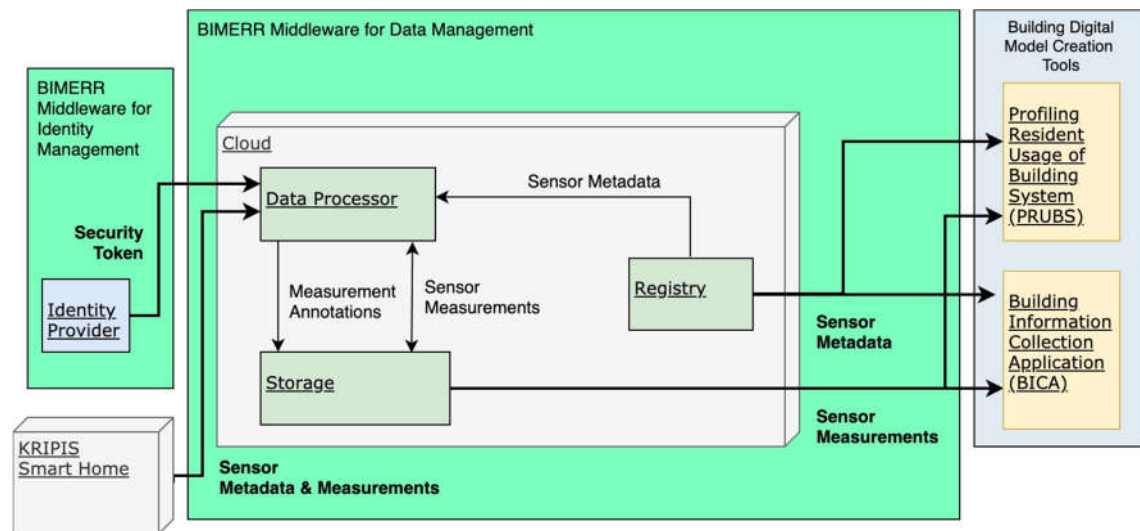 BIMERR Middleware for Data Management
Building Digital
Model Creation
Tools
BIMERR
Middleware for
Identity
Management
Cloud
Profiling
Resident
Usage of
Building
System
(PRUBS)
Data Processor
Sensor Metadata
Security
Token
Identity
Provider
Measurement
Annotations
Sensor
Measurements
Registry
Sensor
Metadata
Building
Information
Collection
Application
(BICA)
Storage
Sensor
Measurements
KRIPIS
Smart Home
Sensor
Metadata & Measurements